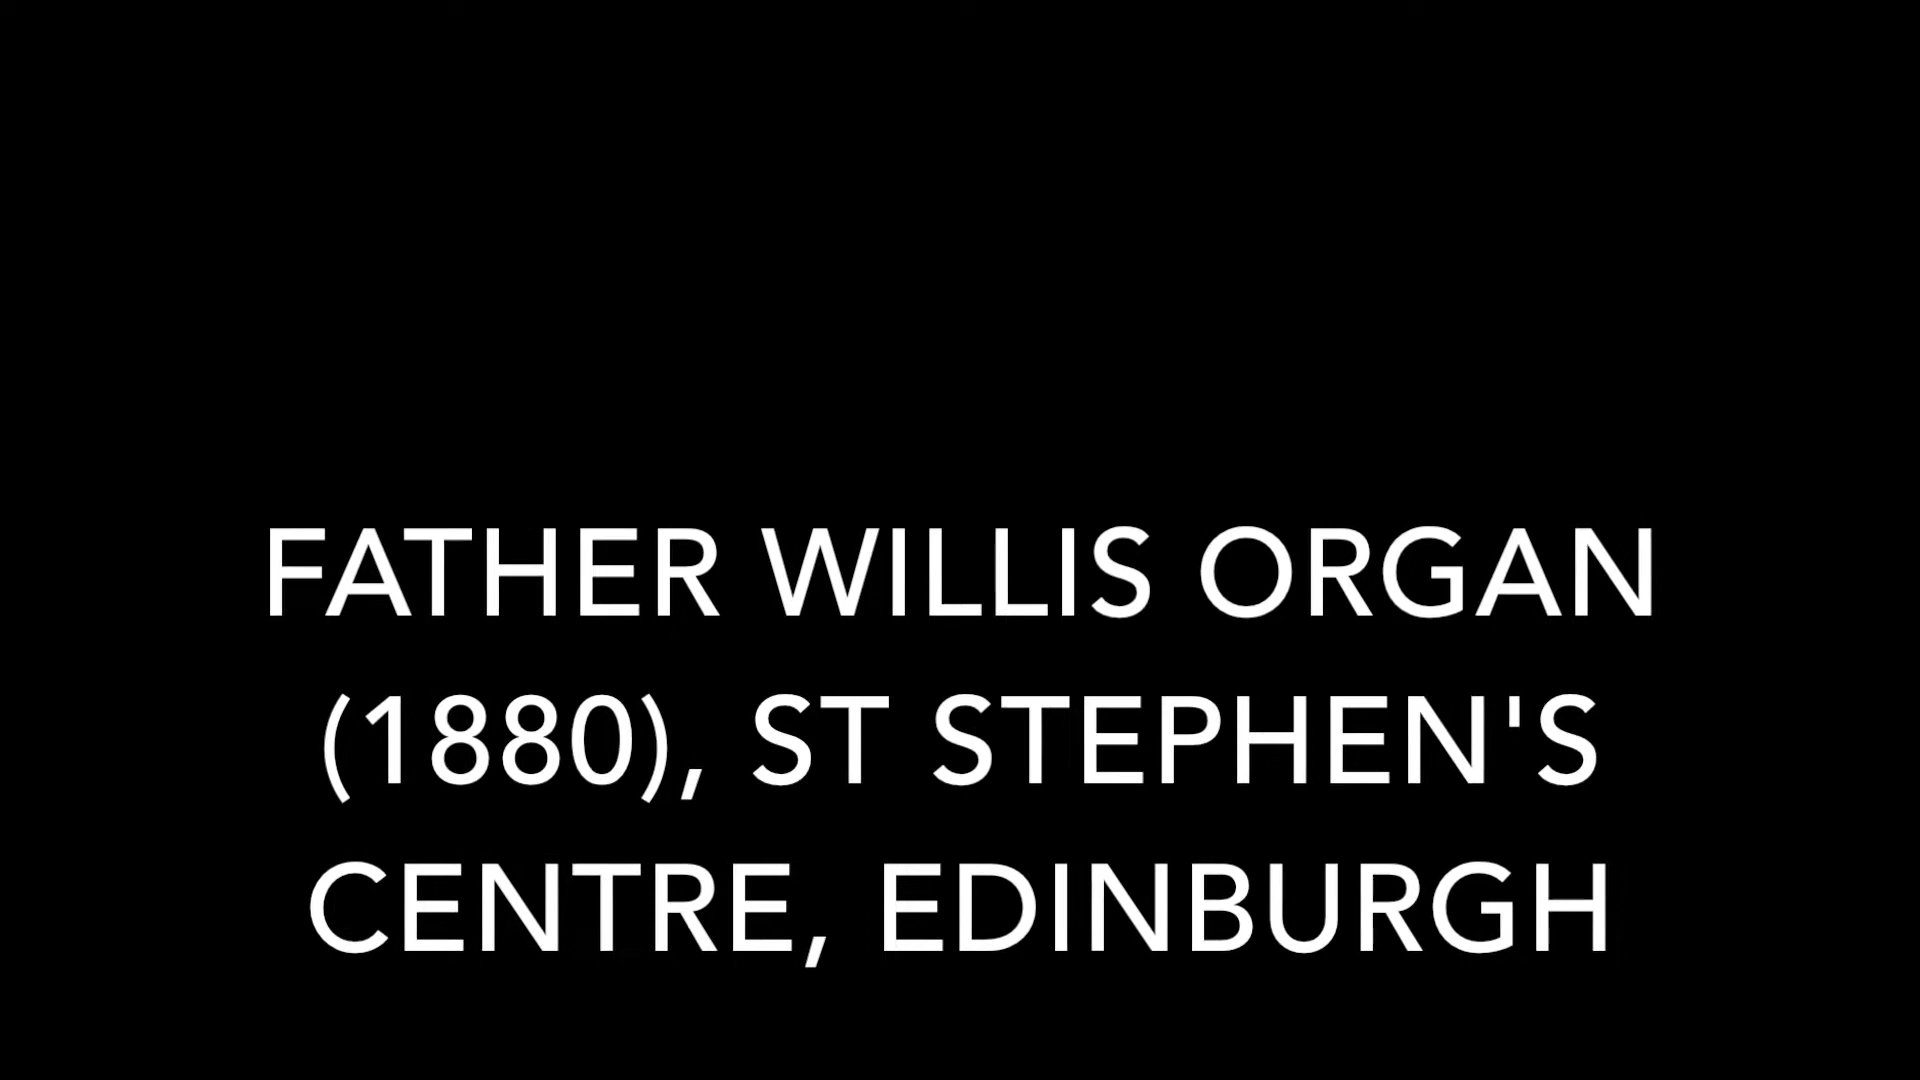 FATHER WILLIS ORGAN
(1880), ST STEPHEN'S
CENTRE, EDINBURGH